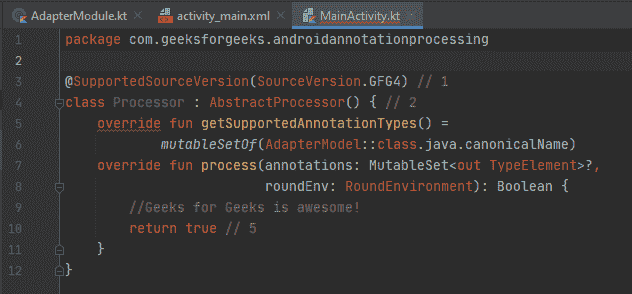 AdapterModule.kt activity_main.xml MainActivity.kt
1 package com.geeksforgeeks.androidannotationprocessing
2
3 @SupportedSourceVersion(SourceVersion.GFG4) // 1
4 class Processor : AbstractProcessor() { // 2
5 override fun getSupportedAnnotationTypes() =
6 mutableSetOf(AdapterModel::class.java.canonicalName)
7 override fun process(annotations: MutableSet<out TypeElement>?,
8 roundEnv: RoundEnvironment): Boolean {
9 //Geeks for Geeks is awesome!
10 return true // 5
11 }
12 }